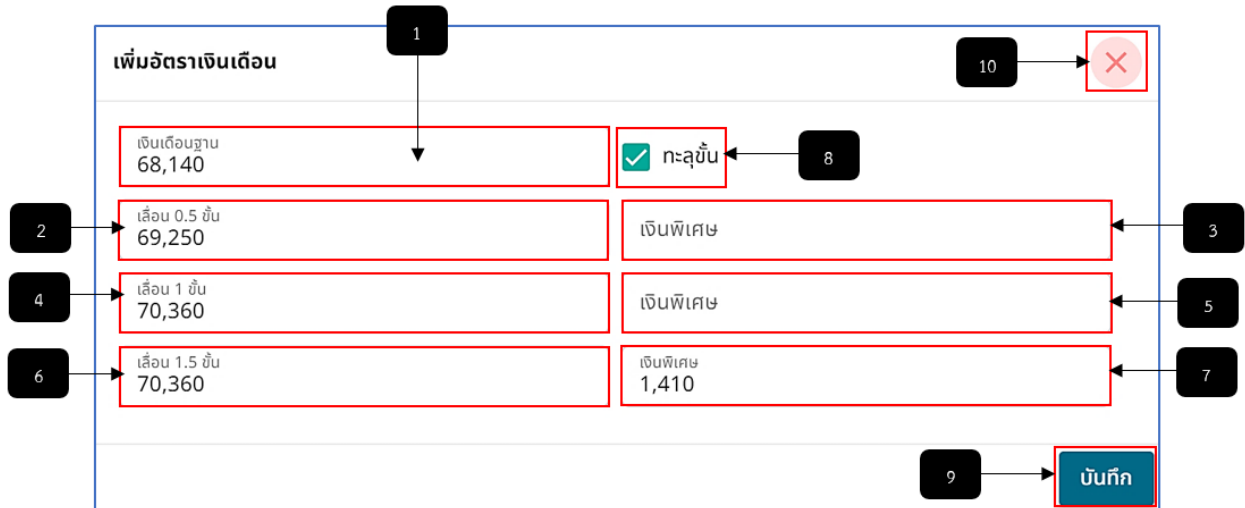 1
เพิ่มอัตราเงินเดือน
10
เงินเดือนฐาน
68,140
ทะลุขั้น
8
2
เลื่อน 0.5 ขั้น
69,250
เงินพิเศษ
3
4
เลื่อน 1 ขั้น
70,360
เงินพิเศษ
5
6
เลื่อน 1.5 ขั้น
70,360
เงินพิเศษ
1,410
7
9
บันทึก